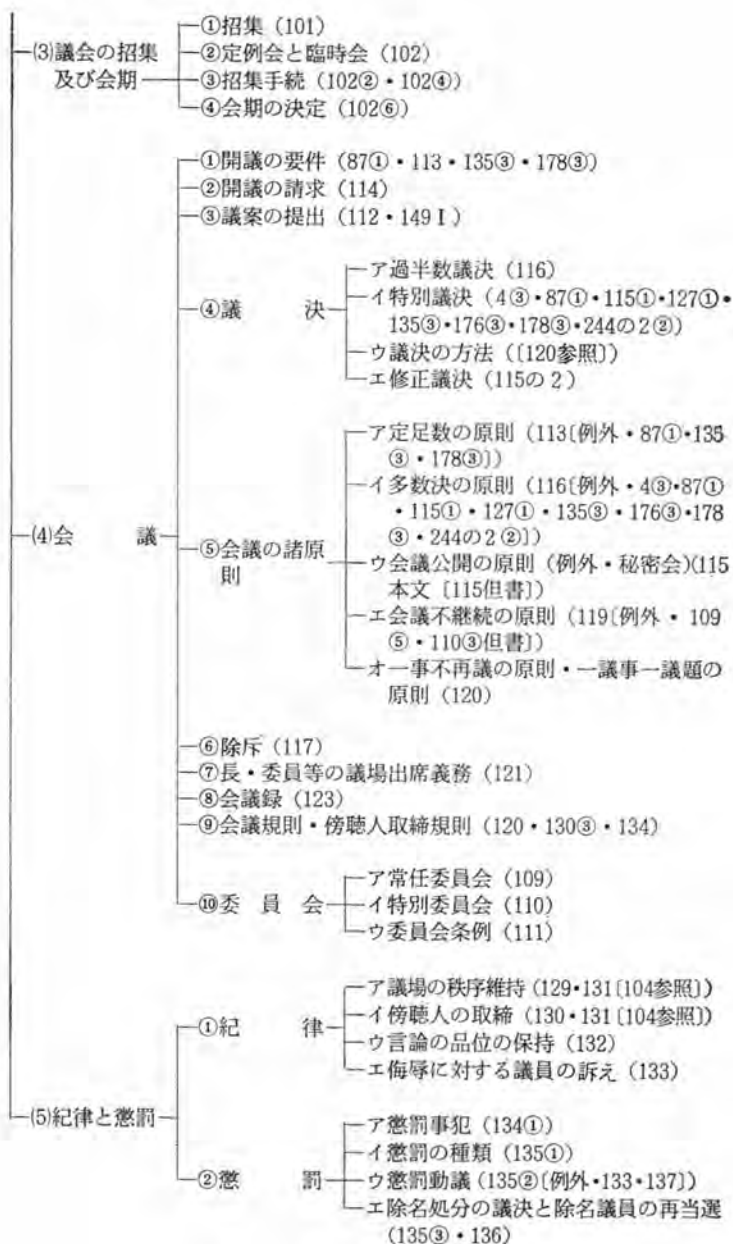 ①招集(101)
⑶議会の招集
②定例会と臨時会(102)
及び会期
③招集手続(102②・102④)
④会期の決定(102⑥)
①開議の要件(87①・113・135③・178③)
②開議の請求(114)
③議案の提出(112・149Ⅰ)
④議 決
ア過半数議決(116)
イ特別議決(4③・87①・115①・127①・
135③・176③・178③・244の2②)
ウ議決の方法(〔120参照〕)
エ修正議決(115の2)
⑷会 議
⑤会議の諸原
則
ア定足数の原則(113〔例外・87①・135
③・178③〕)
イ多数決の原則(116〔例外・4③・87①
・115①・127①・135③・176③・178
③・244の2②〕)
ウ会議公開の原則(例外・秘密会)(115
本文〔115但書〕)
エ会議不継続の原則(119〔例外・109
⑤・110③但書〕)
オ一事不再議の原則・一議事一議題の
原則(120)
⑥除斥(117)
⑦長・委員等の議場出席義務(121)
⑧会議録(123)
⑨会議規則・傍聴人取締規則(120・130③・134)
⑩委 員 会
ア常任委員会(109)
イ特別委員会(110)
ウ委員会条例(111)
⑸紀律と懲罰
①紀 律
ア議場の秩序維持(129・131〔104参照〕)
イ傍聴人の取締(130・131〔104参照〕)
ウ言論の品位の保持(132)
エ侮辱に対する議員の訴え(133)
②懲 罰
ア懲罰事犯(134①)
イ懲罰の種類(135①)
ウ懲罰動議(135②〔例外・133・137〕)
エ除名処分の議決と除名議員の再当選
(135③・136)